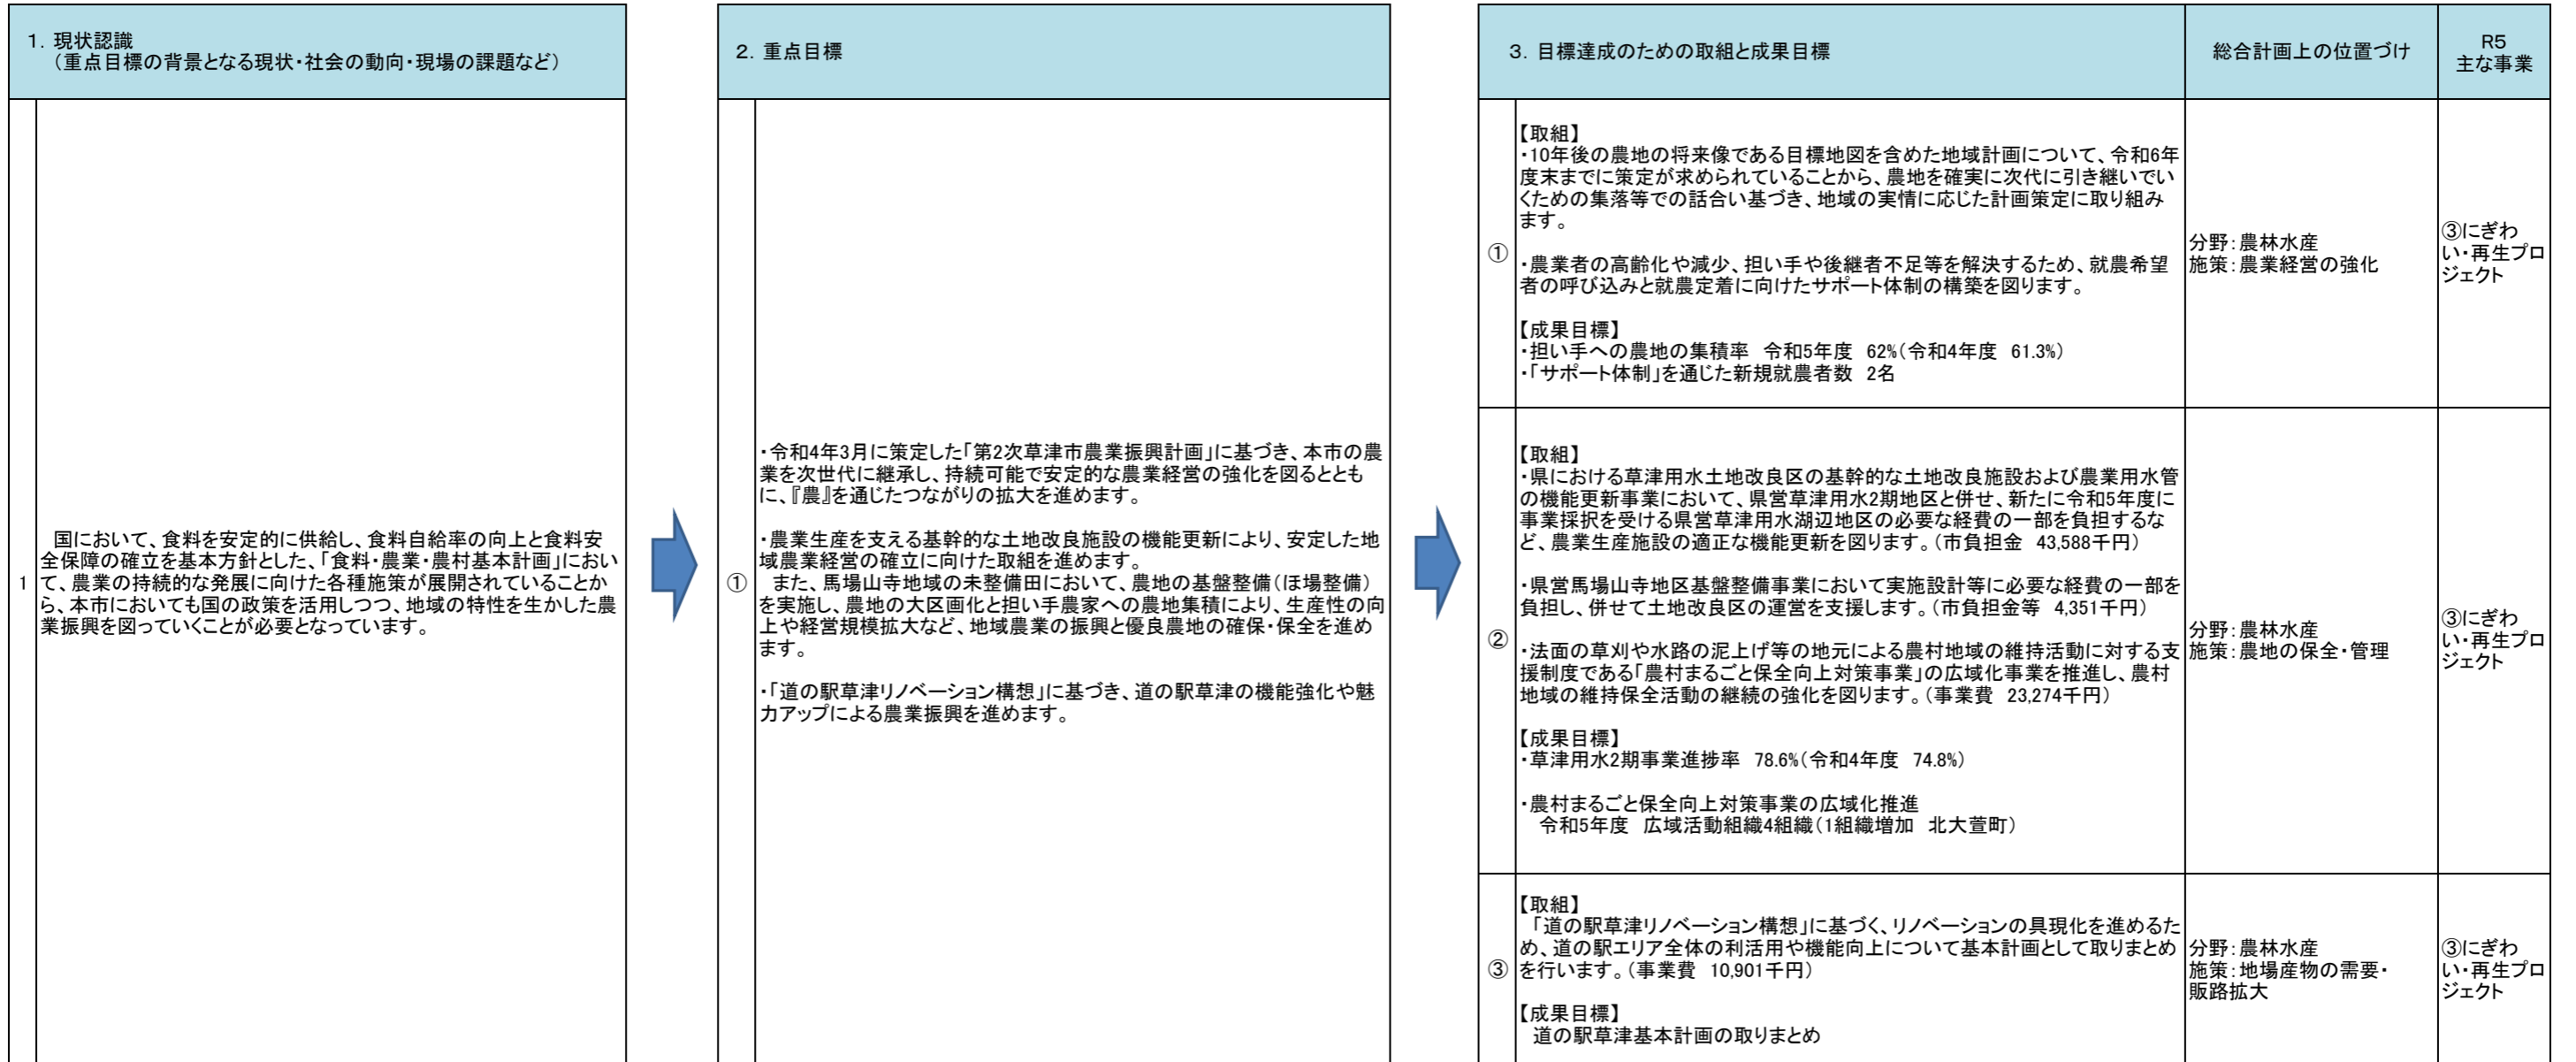 1．現状認識
（重点目標の背景となる現状・社会の動向・現場の課題など）
1
国において、食料を安定的に供給し、食料自給率の向上と食料安
全保障の確立を基本方針とした、「食料・農業・農村基本計画」におい
て、農業の持続的な発展に向けた各種施策が展開されていることか
ら、本市においても国の政策を活用しつつ、地域の特性を生かした農
業振興を図っていくことが必要となっています。
2．重点目標
①
・令和4年3月に策定した「第2次草津市農業振興計画」に基づき、本市の農
業を次世代に継承し、持続可能で安定的な農業経営の強化を図るととも
に、『農』を通じたつながりの拡大を進めます。
・農業生産を支える基幹的な土地改良施設の機能更新により、安定した地
域農業経営の確立に向けた取組を進めます。
また、馬場山寺地域の未整備田において、農地の基盤整備（ほ場整備）
を実施し、農地の大区画化と担い手農家への農地集積により、生産性の向
上や経営規模拡大など、地域農業の振興と優良農地の確保・保全を進め
ます。
・「道の駅草津リノベーション構想」に基づき、道の駅草津の機能強化や魅
力アップによる農業振興を進めます。
3．目標達成のための取組と成果目標
総合計画上の位置づけ
R5
主な事業
①
【取組】
・10年後の農地の将来像である目標地図を含めた地域計画について、令和6年
度末までに策定が求められていることから、農地を確実に次代に引き継いでい
くための集落等での話合い基づき、地域の実情に応じた計画策定に取り組み
ます。
・農業者の高齢化や減少、担い手や後継者不足等を解決するため、就農希望
者の呼び込みと就農定着に向けたサポート体制の構築を図ります。
【成果目標】
・担い手への農地の集積率　令和5年度　62%（令和4年度　61.3%）
・「サポート体制」を通じた新規就農者数　2名
分野：農林水産
施策：農業経営の強化
③にぎわ
い・再生プロ
ジェクト
②
【取組】
・県における草津用水土地改良区の基幹的な土地改良施設および農業用水管
の機能更新事業において、県営草津用水2期地区と併せ、新たに令和5年度に
事業採択を受ける県営草津用水湖辺地区の必要な経費の一部を負担するな
ど、農業生産施設の適正な機能更新を図ります。（市負担金　43,588千円）
・県営馬場山寺地区基盤整備事業において実施設計等に必要な経費の一部を
負担し、併せて土地改良区の運営を支援します。（市負担金等　4,351千円）
・法面の草刈や水路の泥上げ等の地元による農村地域の維持活動に対する支
援制度である「農村まるごと保全向上対策事業」の広域化事業を推進し、農村
地域の維持保全活動の継続の強化を図ります。（事業費　23,274千円）
【成果目標】
・草津用水2期事業進捗率　78.6%（令和4年度　74.8%）
・農村まるごと保全向上対策事業の広域化推進
令和5年度　広域活動組織4組織（1組織増加　北大萱町）
分野：農林水産
施策：農地の保全・管理
③にぎわ
い・再生プロ
ジェクト
③
【取組】
「道の駅草津リノベーション構想」に基づく、リノベーションの具現化を進めるた
め、道の駅エリア全体の利活用や機能向上について基本計画として取りまとめ
を行います。（事業費　10,901千円）
【成果目標】
道の駅草津基本計画の取りまとめ
分野：農林水産
施策：地場産物の需要・
販路拡大
③にぎわ
い・再生プロ
ジェクト